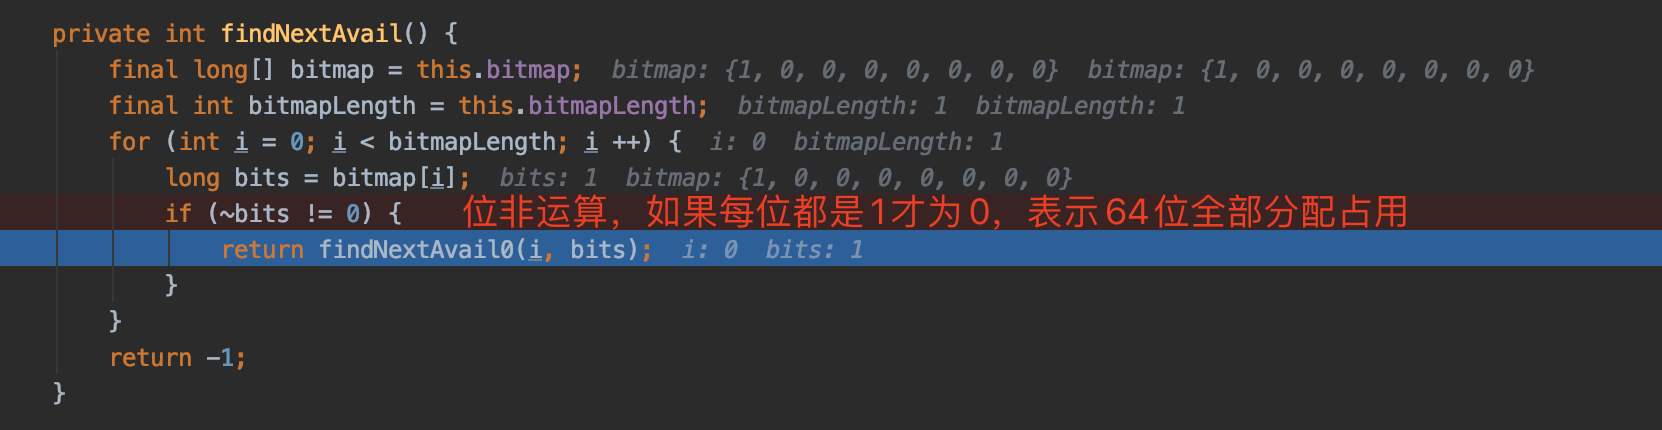 private int findNextAvail() {
final long[] bitmap = this.bitmap; bitmap: {1, 0, 0, 0, 0, 0, 0, 0} bitmap: {1, 0, 0, 0, 0, 0, 0, 0}
final int bitmapLength = this.bitmapLength; bitmapLength: 1 bitmapLength: 1
for (int i = 0; i < bitmapLength; i ++) { i: 0 bitmapLength: 1
long bits = bitmap[i]; bits: 1 bitmap: {1, 0, 0, 0, 0, 0, 0, 0}
if (~bits != 0) { 位非运算，如果每位都是1才为0，表示64位全部分配占用
return findNextAvail0(i, bits); i: 0 bits: 1
}
}
return -1;
}